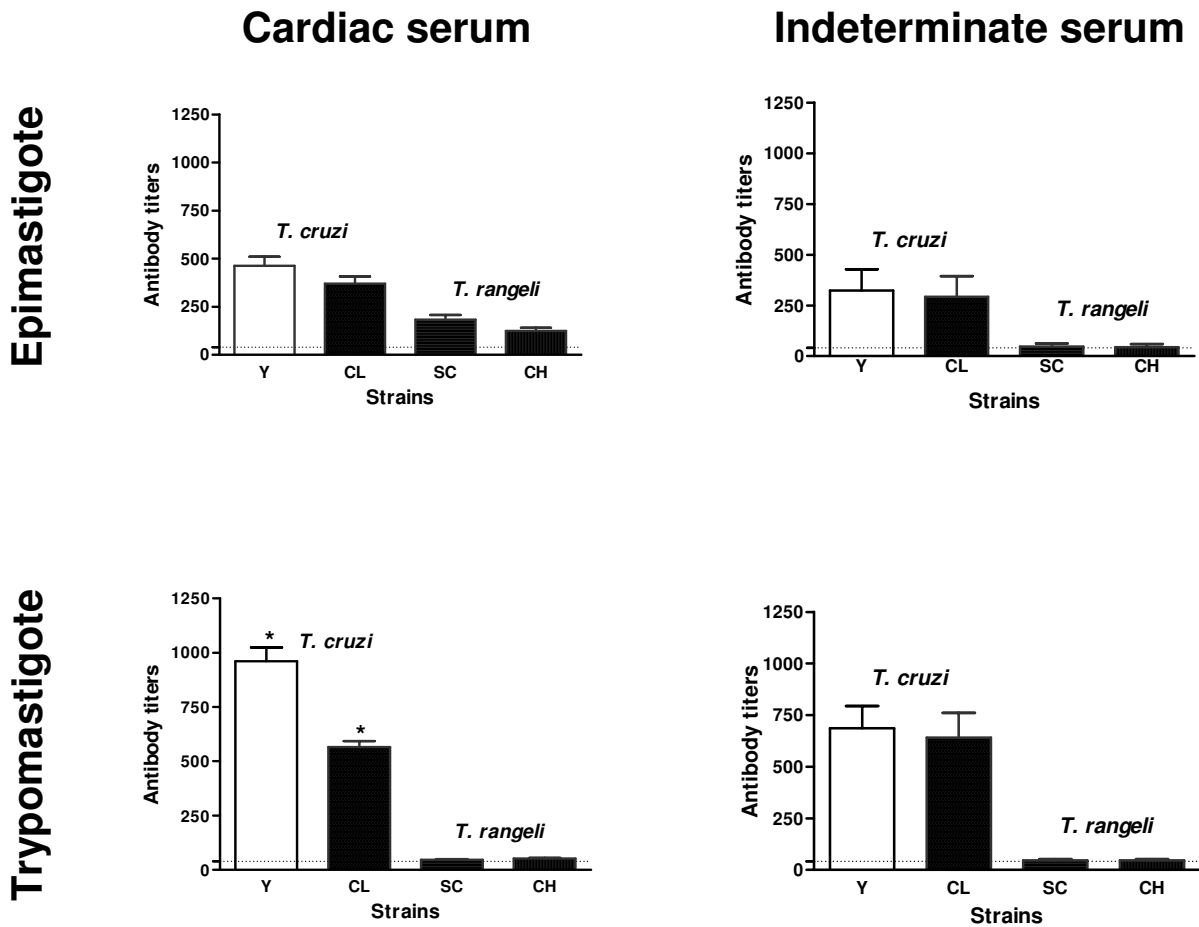 Cardiac serum
Indeterminate serum
Epimastigote
Antibody titers
1250
1000
750
500
250
0
T. cruzi
T. rangeli
Y CL SC CH
Strains
Antibody titers
1250
1000
750
500
250
0
T. cruzi
T. rangeli
Y CL SC CH
Strains
Trypomastigote
Antibody titers
1250
1000
750
500
250
0
* T. cruzi
*
T. rangeli
Y CL SC CH
Strains
Antibody titers
1250
1000
750
500
250
0
T. cruzi
T. rangeli
Y CL SC CH
Strains